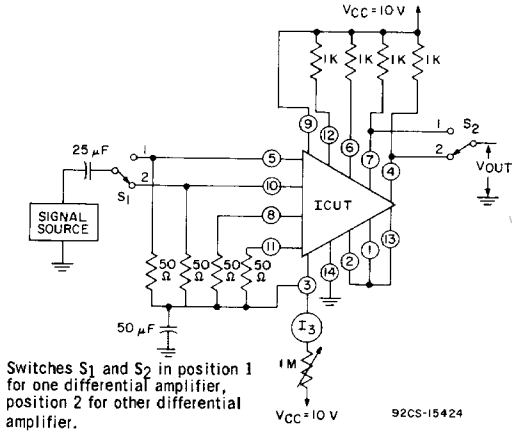 VCC=10 V
1K 1K 1K 1K
9 12 6 7 4
1 S2
2
VOUT
25 μF
1
2
S1
SIGNAL
SOURCE
5
10
8
11
ICUT
3 14 2 1 13
50
Ω
50
Ω
50
Ω
50
Ω
50 μF
I3
1M
VCC=10 V
Switches S1 and S2 in position 1
for one differential amplifier,
position 2 for other differential
amplifier.
92CS-15424